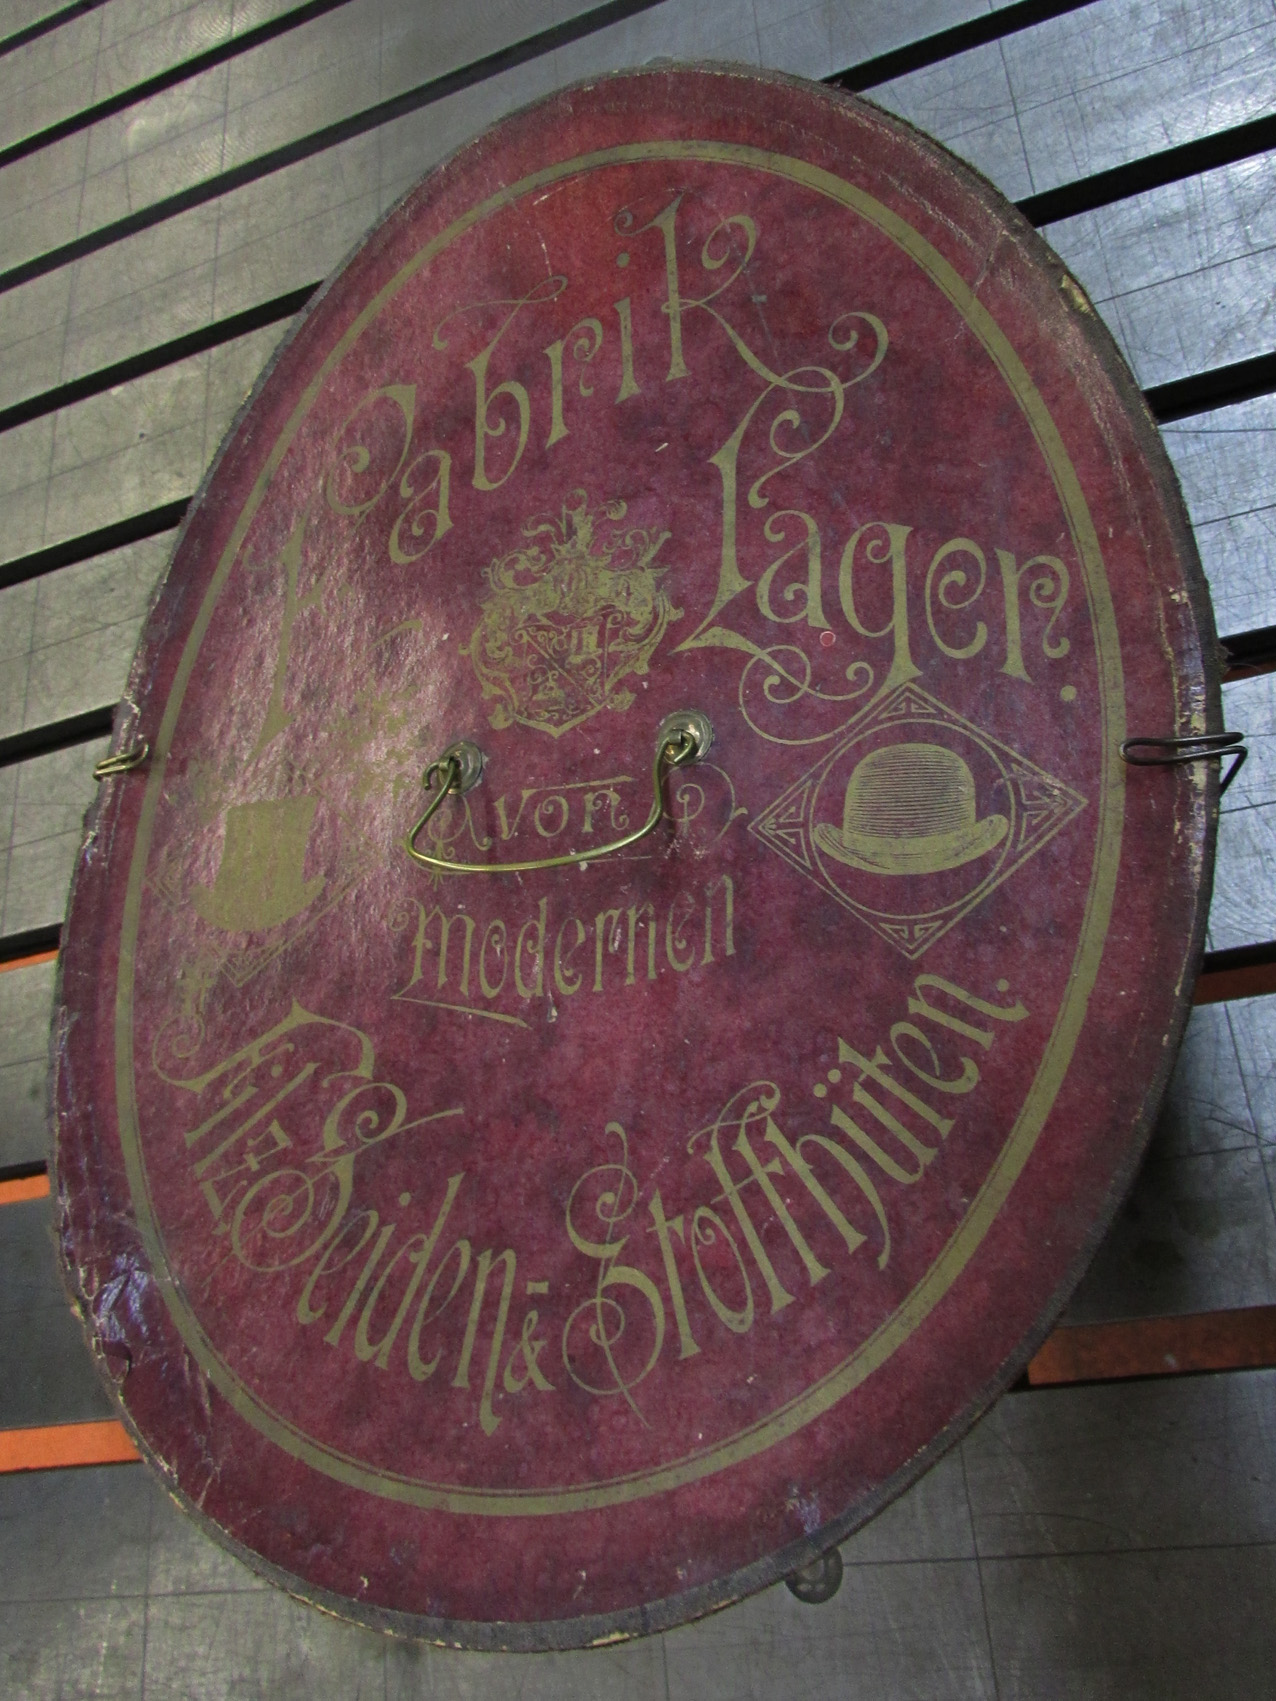 Fabrik
Lager.
von
Modernen
Filz Seiden- & Stoffhüten.